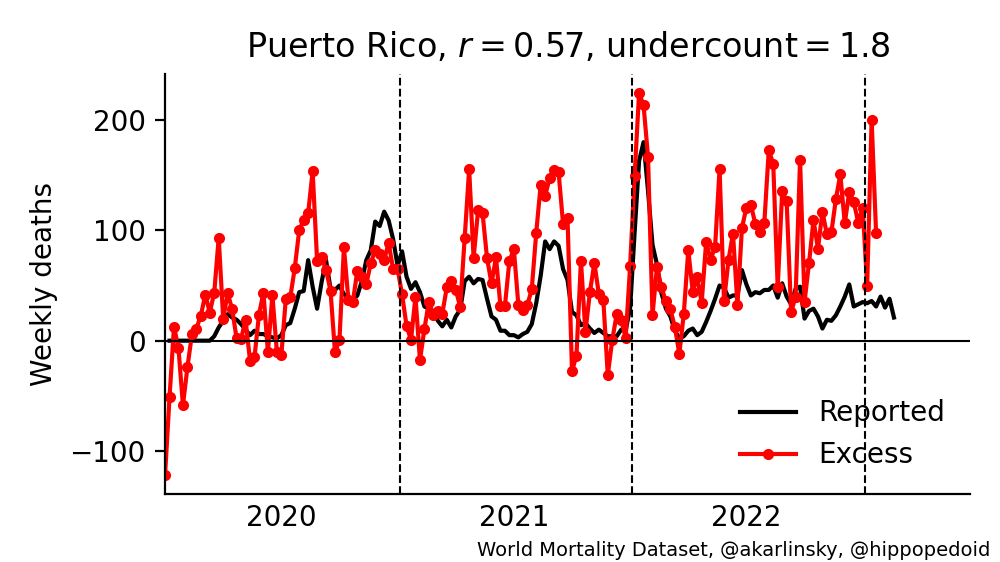 Puerto Rico, r = 0.57, undercount = 1.8
Weekly deaths
200
100
0
−100
Reported
Excess
2020 2021 2022
World Mortality Dataset, @akarlinsky, @hippopedoid